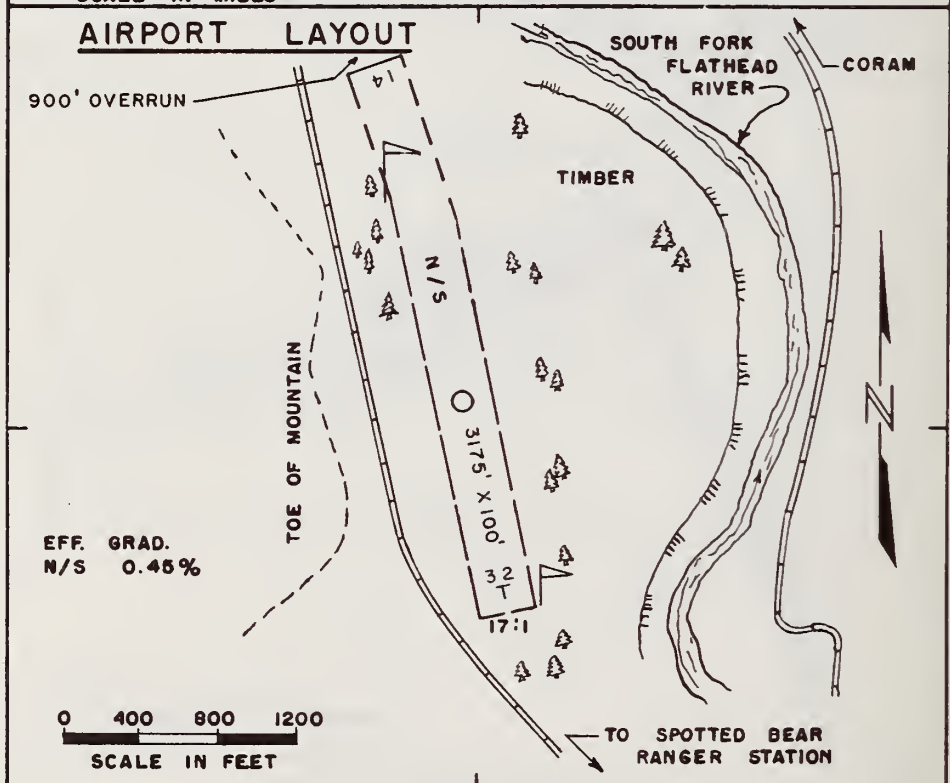 AIRPORT LAYOUT
900' OVERRUN
14
SOUTH FORK
FLATHEAD
RIVER
CORAM
TIMBER
N/S
TOE OF MOUNTAIN
N
3175' X 100'
EFF. GRAD.
N/S 0.45%
32
T
17:1
0 400 800 1200
SCALE IN FEET
TO SPOTTED BEAR
RANGER STATION